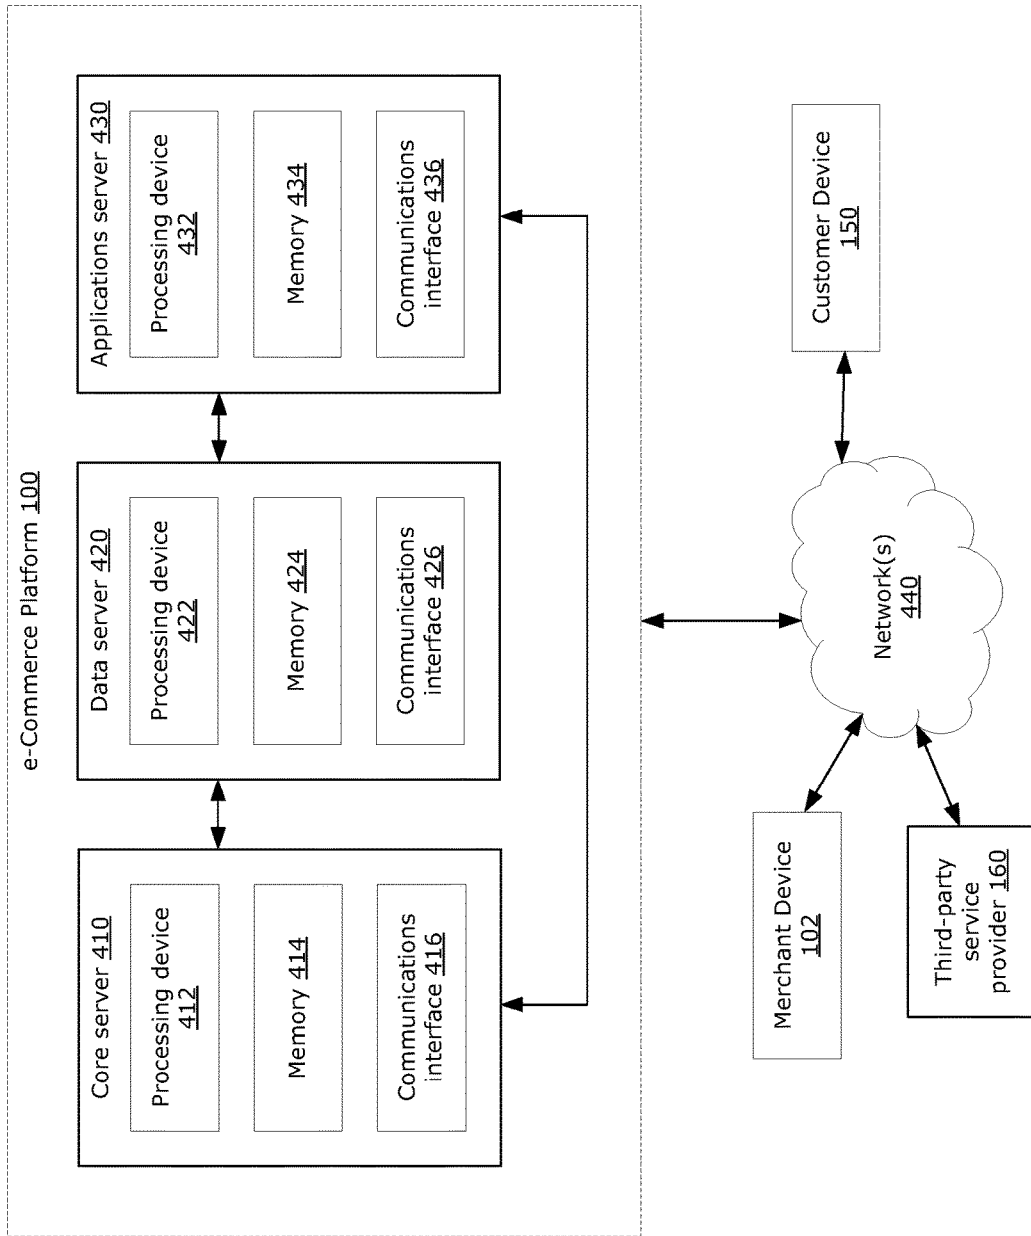 e-Commerce Platform 100
Core server 410
Processing device
412
Memory 414
Communications
interface 416
Data server 420
Processing device
422
Memory 424
Communications
interface 426
Applications server 430
Processing device
432
Memory 434
Communications
interface 436
Merchant Device
102
Third-party
service
provider 160
Network(s)
440
Customer Device
150